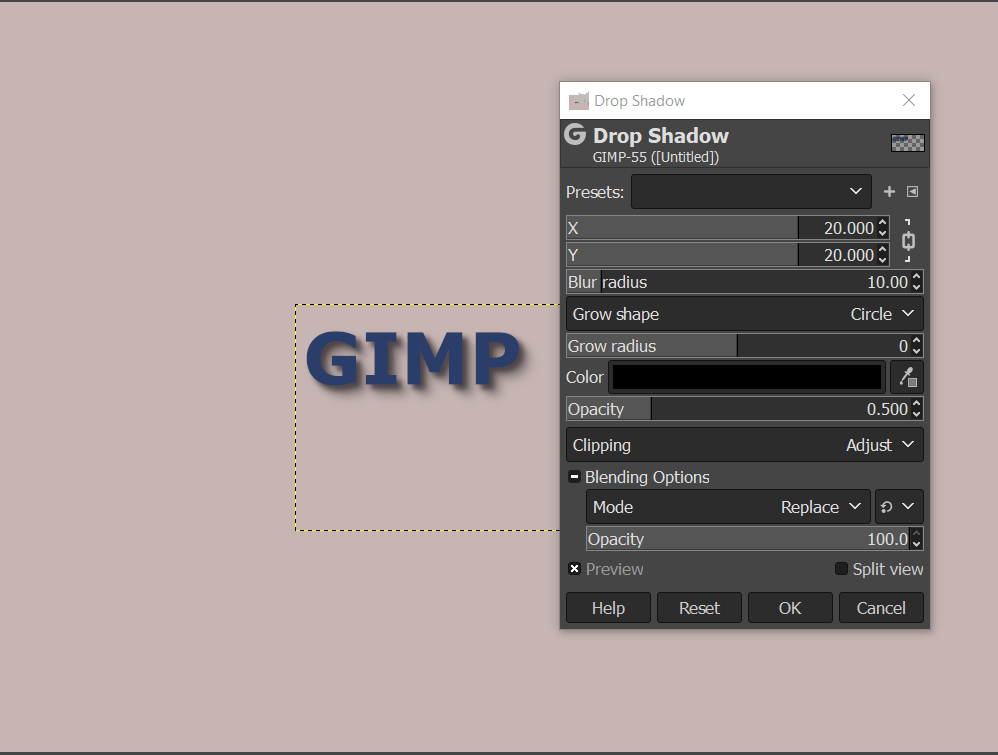 Drop Shadow
Drop Shadow
GIMP-55 ([Untitled])
Presets:
X 20.000
Y 20.000
Blur radius 10.00
Grow shape Circle
Grow radius 0
Color
Opacity 0.500
Clipping Adjust
Blending Options
Mode Replace
Opacity 100.0
Preview Split view
Help Reset OK Cancel
GIMP